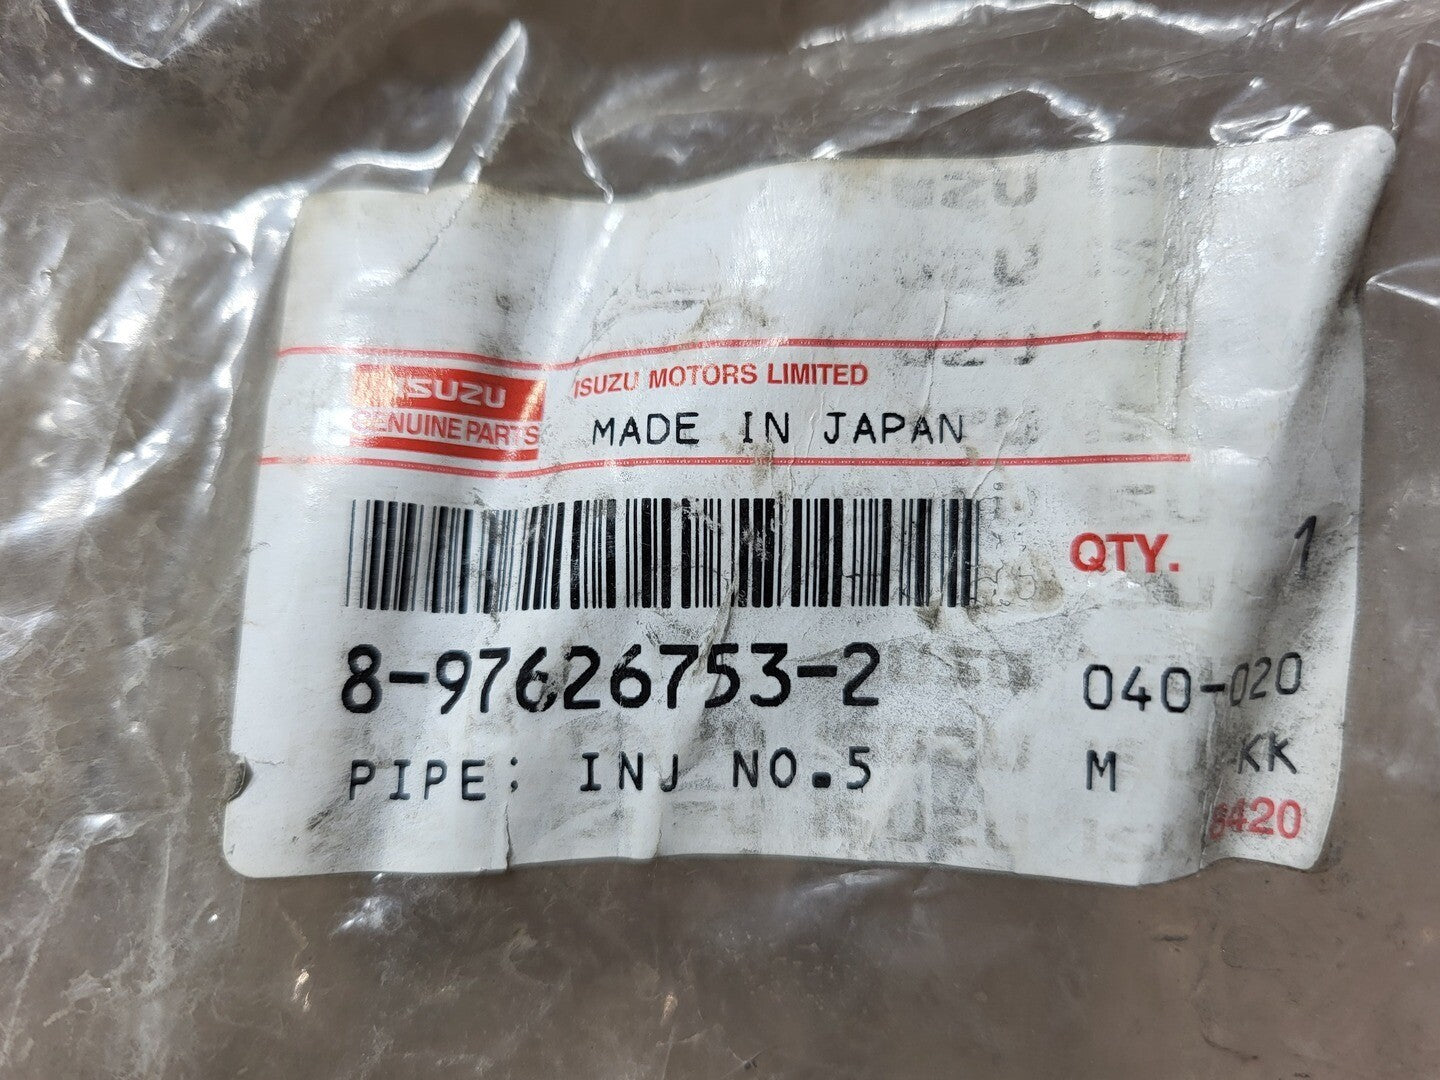 ISUZU
GENUINE PARTS
ISUZU MOTORS LIMITED
MADE IN JAPAN
QTY. 1
8-97626753-2
040-020
PIPE; INJ NO.5
M KK
6420